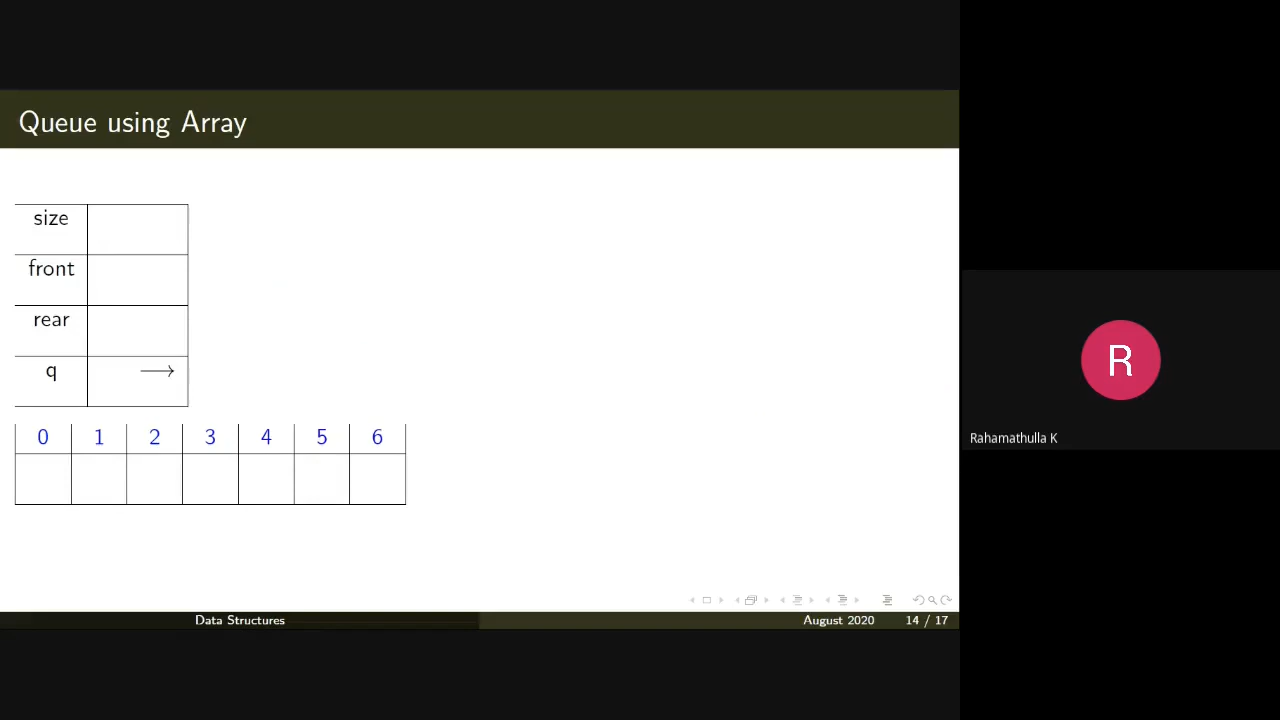 Queue using Array
size
front
rear
q →
0 1 2 3 4 5 6
R
Rahamathulla K
Data Structures August 2020 14 / 17